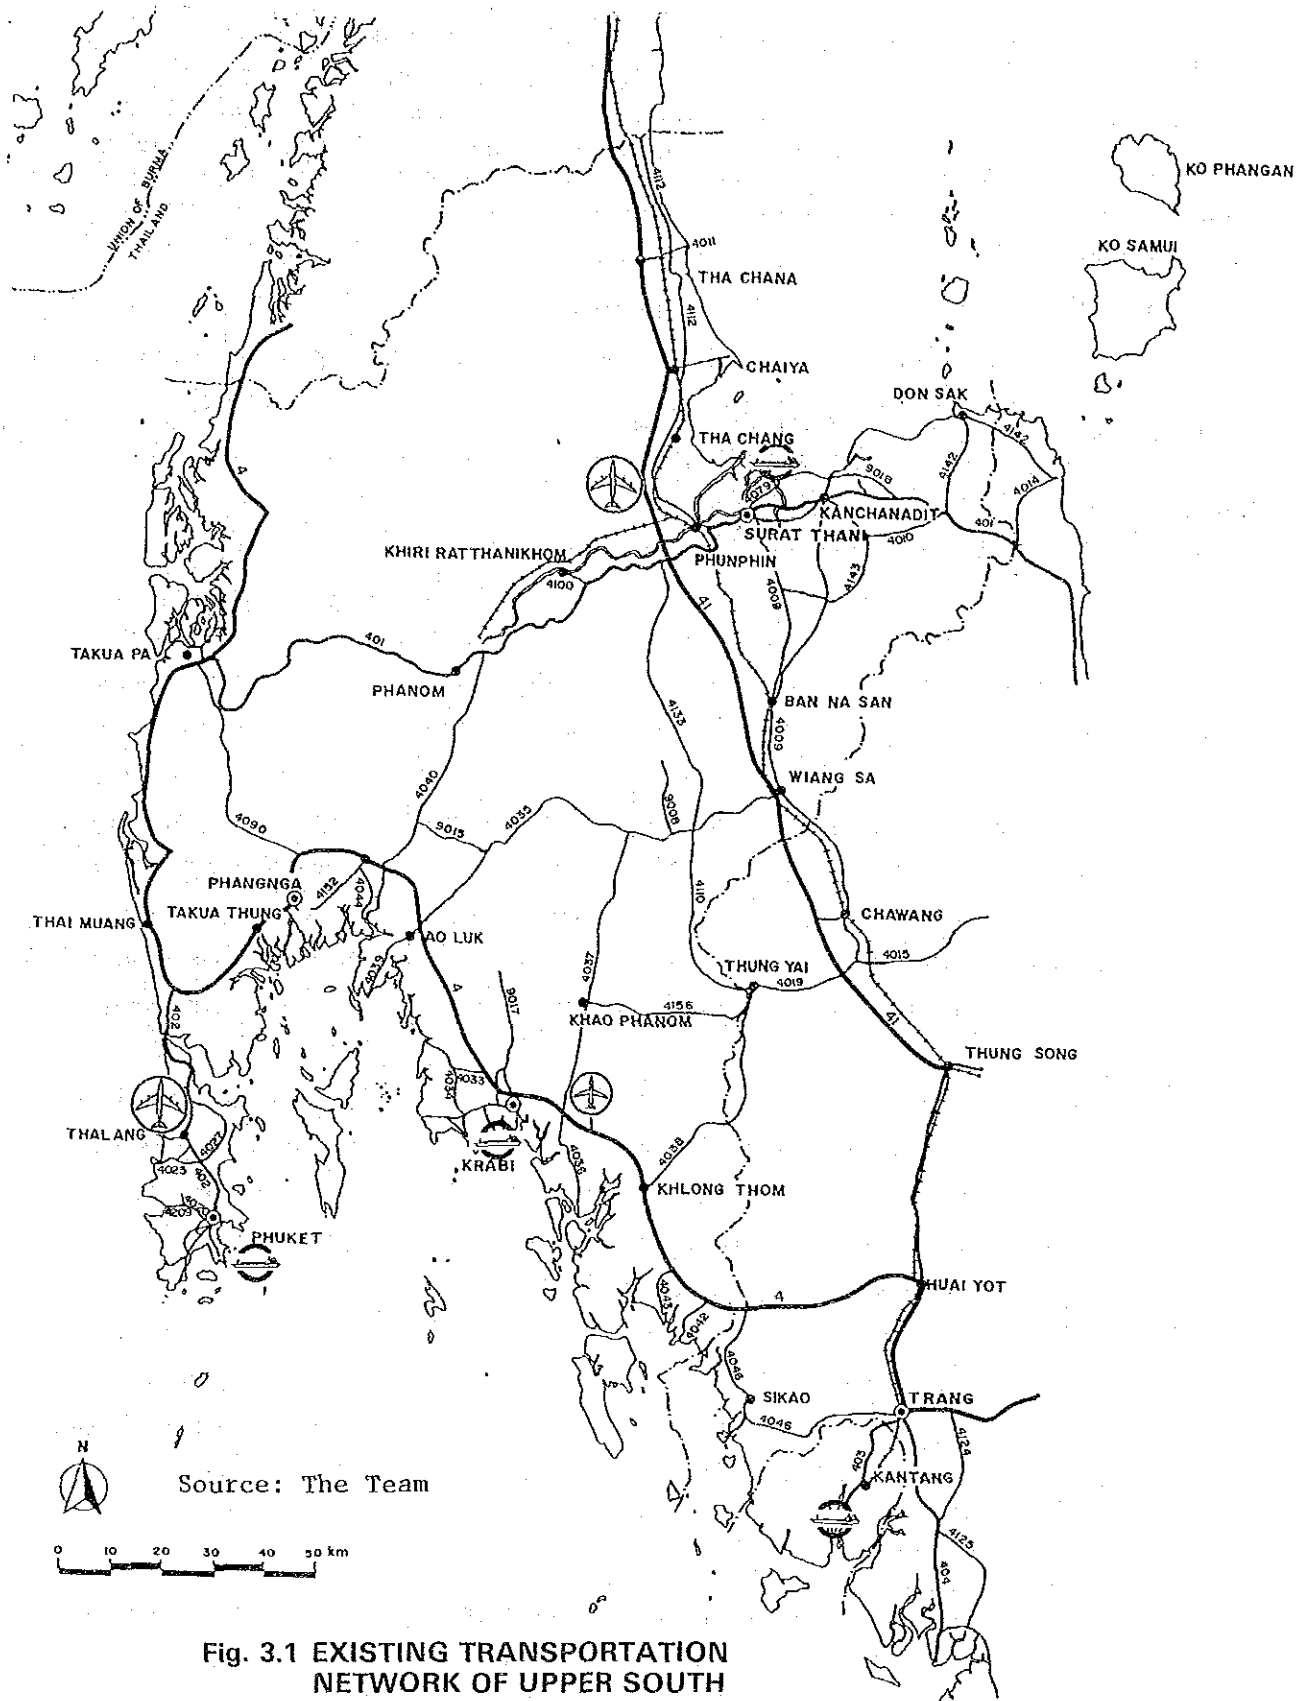 UNION OF BURMA
THAILAND
KO PHANGAN
KO SAMUI
4112
4011
THA CHANA
4112
CHAIYA
DON SAK
4142
THA CHANG
4142
4014
4
9018
4079
KANCHANADIT
401
SURAT THANI
4010
KHIRI RATTHANIKHOM
PHUNPHIN
4100
4143
4009
41
401
TAKUA PA
PHANOM
BAN NA SAN
4133
4009
4040
WIANG SA
4035
9008
4090
9015
PHANGNGA
4152
4044
4110
TAKUA THUNG
THAI MUANG
CHAWANG
AO LUK
4015
4039
4037
THUNG YAI
4019
4
9017
4156
402
KHAO PHANOM
41
THUNG SONG
4033
4034
THALANG
4027
4038
KRABI
4025
402
4036
KHLONG THOM
4020
4209
PHUKET
4043
4
HUAI YOT
4042
4046
SIKAO
TRANG
4046
4124
403
KANTANG
N
Source: The Team
4125
404
0 10 20 30 40 50 km
Fig. 3.1 EXISTING TRANSPORTATION
NETWORK OF UPPER SOUTH